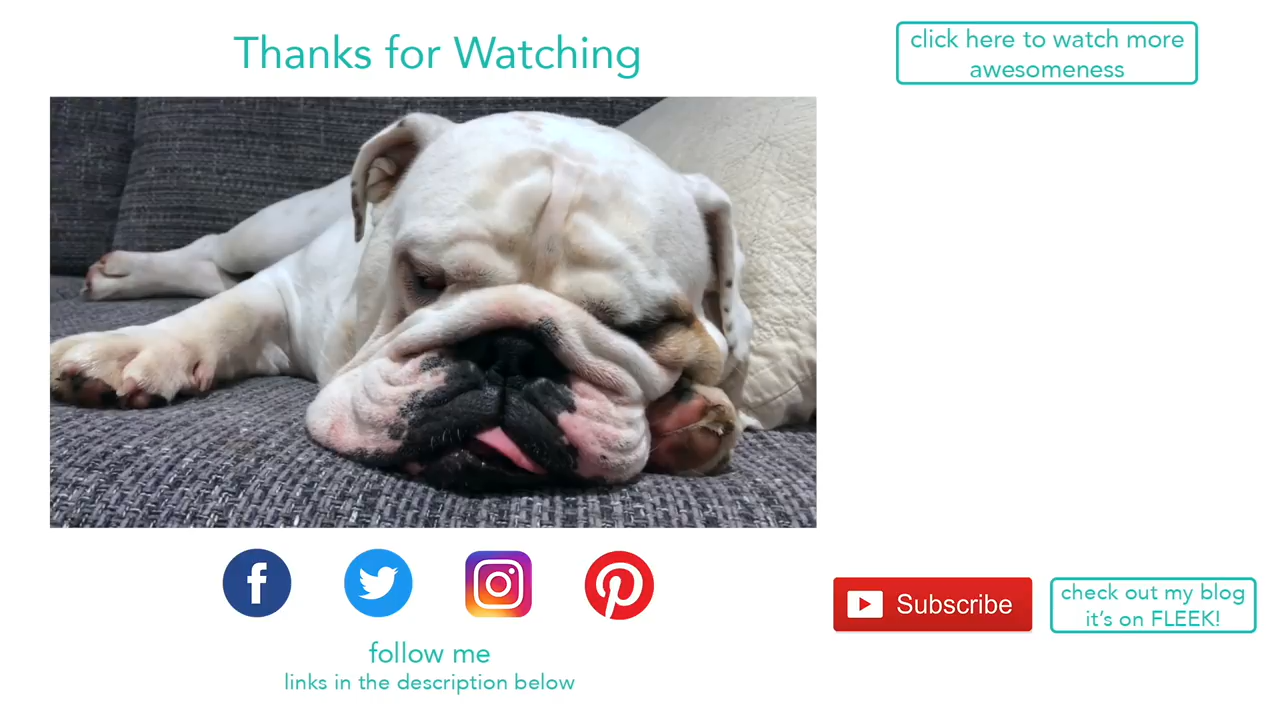 Thanks for Watching
click here to watch more
awesomeness
Subscribe
check out my blog
it's on FLEEK!
follow me
links in the description below